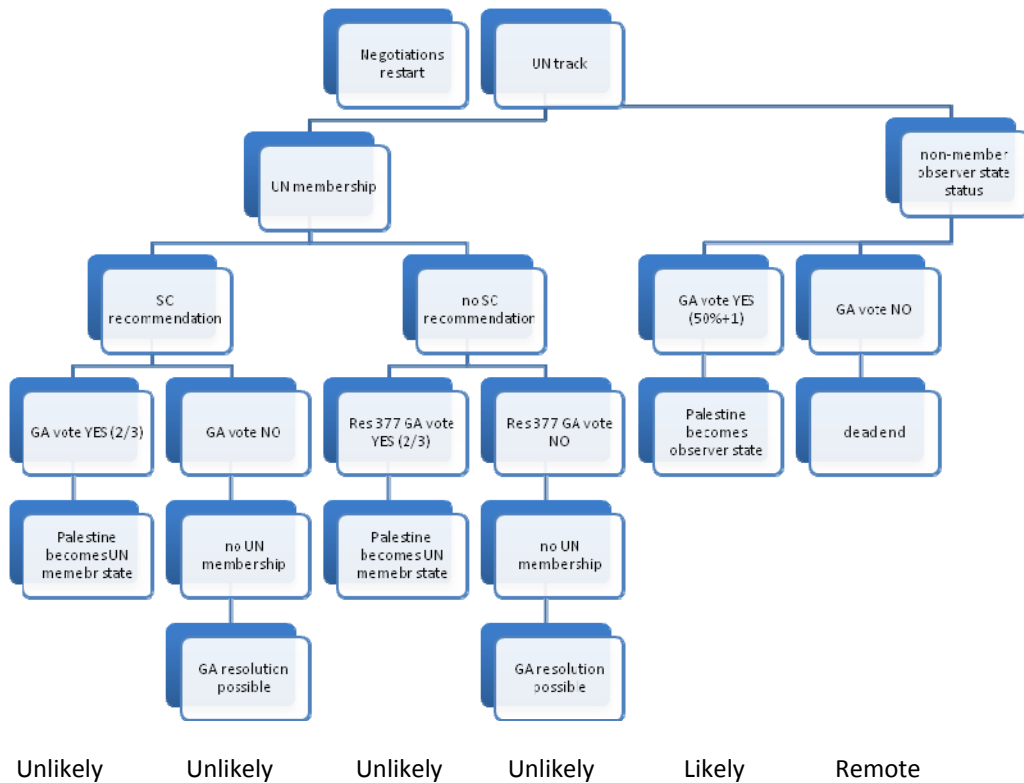 Negotiations
restart
UN track
UN membership
non-member
observer state
status
SC
recommendation
no SC
recommendation
GA vote YES
(50%+1)
GA vote NO
GA vote YES (2/3)
GA vote NO
Res 377 GA vote
YES (2/3)
Res 377 GA vote
NO
Palestine
becomes
observer state
deadend
Palestine
becomes UN
memebr state
no UN
membership
Palestine
becomes UN
memebr state
no UN
membership
GA resolution
possible
GA resolution
possible
Unlikely Unlikely Unlikely Unlikely Likely Remote